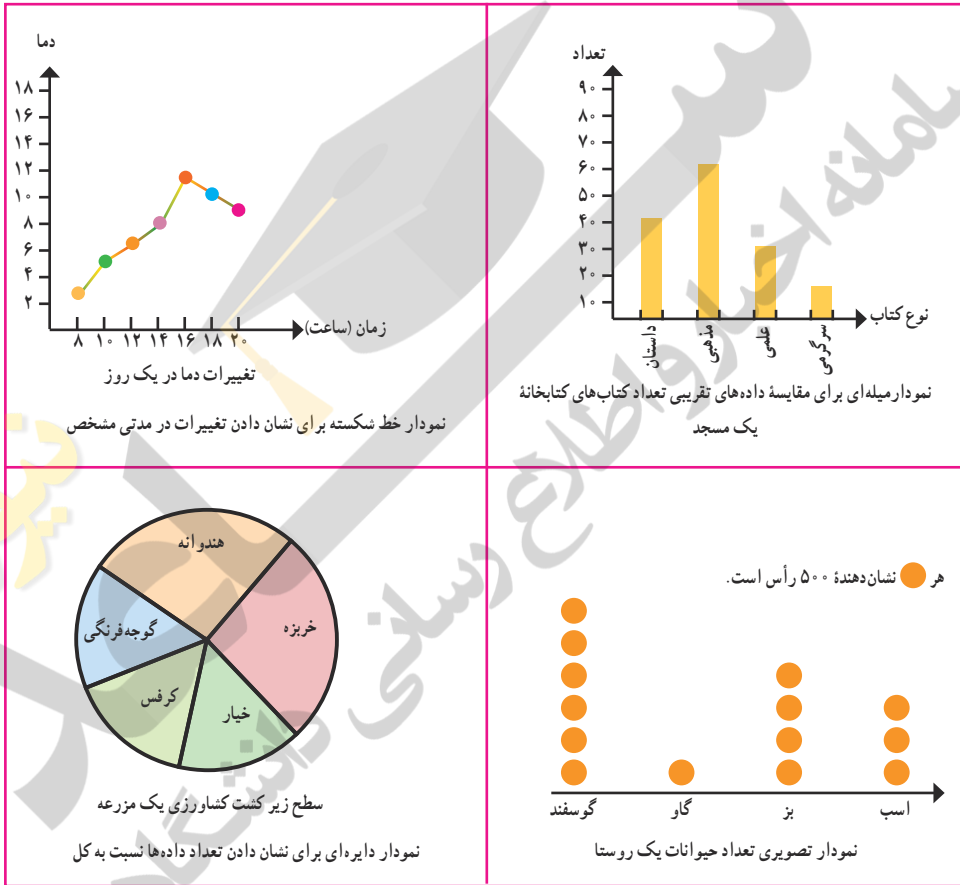 تعداد
۹۰
۸۰
۷۰
۶۰
۵۰
۴۰
۳۰
۲۰
۱۰
داستان
مذهبی
علمی
سرگرمی
نوع کتاب
نمودار میله‌ای برای مقایسهٔ داده‌های تقریبی تعداد کتاب‌های کتابخانهٔ
یک مسجد
دما
۱۸
۱۶
۱۴
۱۲
۱۰
۸
۶
۴
۲
۸ ۱۰ ۱۲ ۱۴ ۱۶ ۱۸ ۲۰
زمان (ساعت)
تغییرات دما در یک روز
نمودار خط شکسته برای نشان دادن تغییرات در مدتی مشخص
هر نشان‌دهندهٔ ۵۰۰ رأس است.
گوسفند گاو بز اسب
نمودار تصویری تعداد حیوانات یک روستا
هندوانه
خربزه
گوجه‌فرنگی
کرفس
خیار
سطح زیر کشت کشاورزی یک مزرعه
نمودار دایره‌ای برای نشان دادن تعداد داده‌ها نسبت به کل
سامانه اخبار و اطلاع رسانی دانشگاه